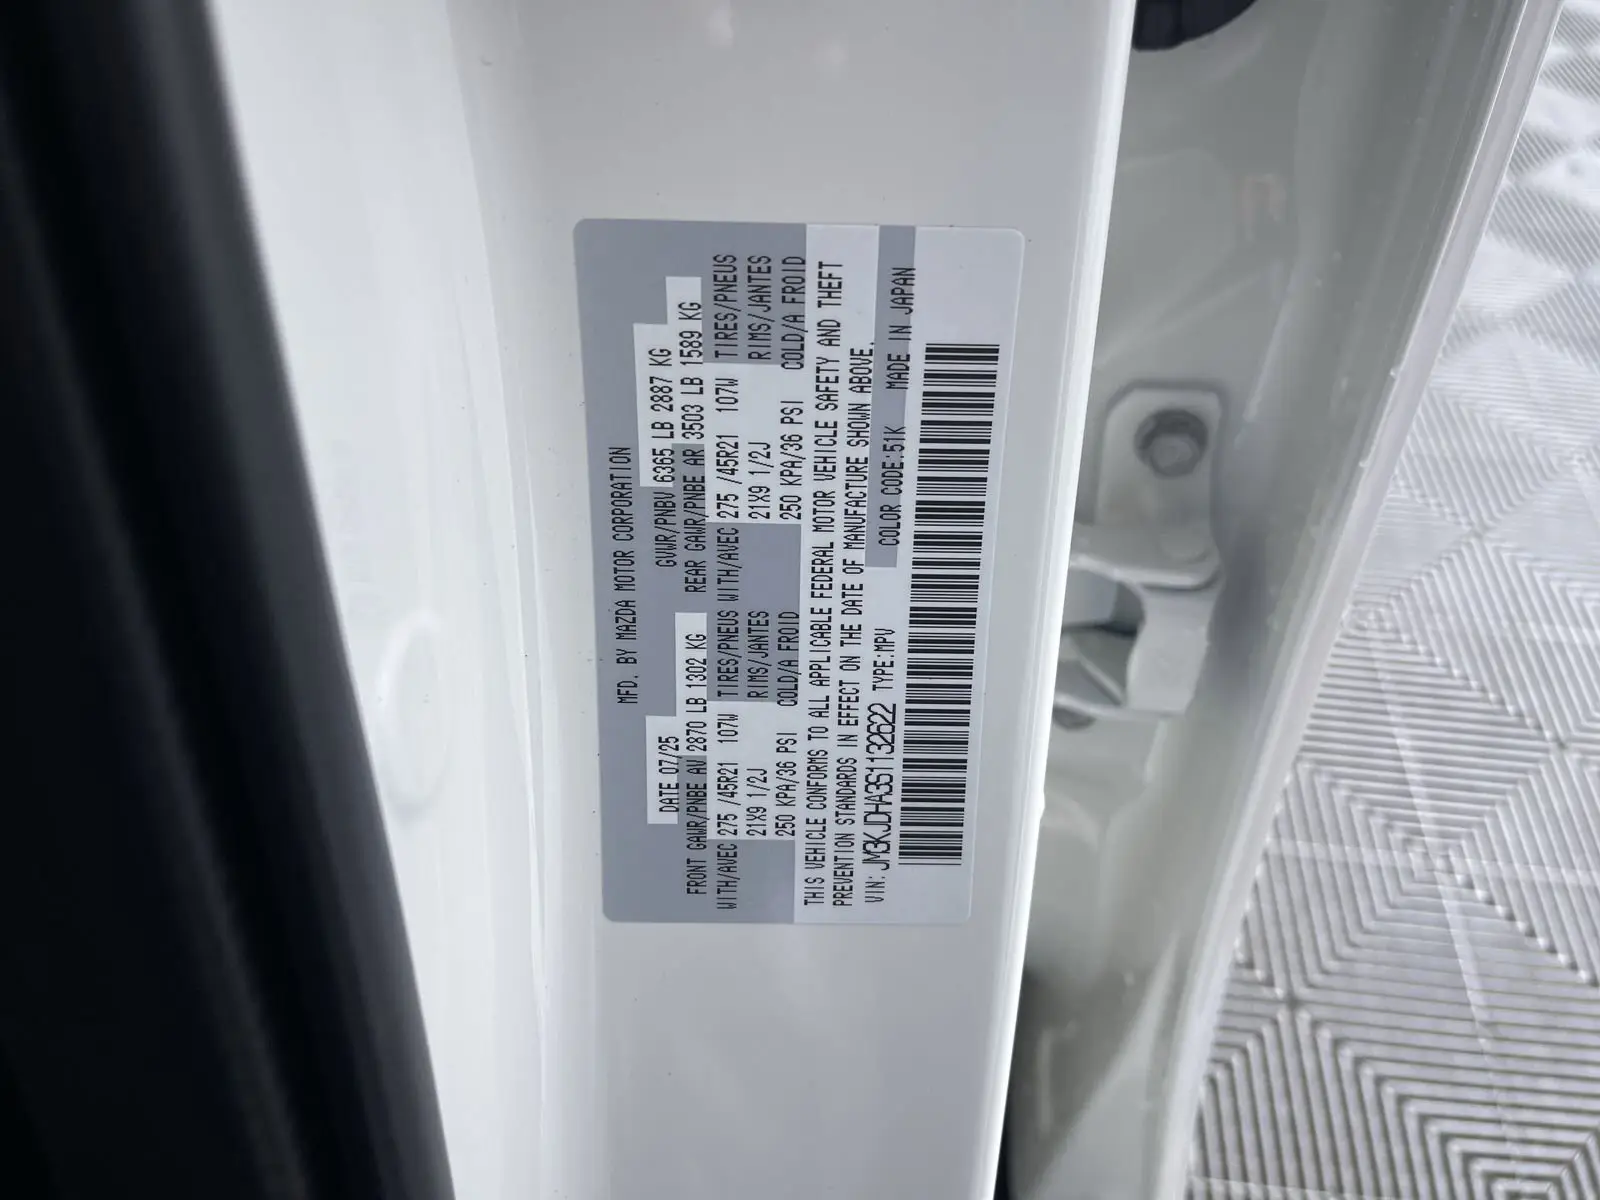 MFD. BY MAZDA MOTOR CORPORATION
DATE 07/25 GVWR/PNBV 6365 LB 2887 KG
FRONT GAWR/PNBE AV 2870 LB 1302 KG REAR GAWR/PNBE AR 3503 LB 1589 KG
WITH/AVEC 275 /45R21 107W TIRES/PNEUS WITH/AVEC 275 /45R21 107W TIRES/PNEUS
21X9 1/2J RIMS/JANTES 21X9 1/2J RIMS/JANTES
250 KPA/36 PSI COLD/A FROID 250 KPA/36 PSI COLD/A FROID
THIS VEHICLE CONFORMS TO ALL APPLICABLE FEDERAL MOTOR VEHICLE SAFETY AND THEFT
PREVENTION STANDARDS IN EFFECT ON THE DATE OF MANUFACTURE SHOWN ABOVE.
VIN: JM3KJDHA3S1132622 TYPE:MPV COLOR CODE:51K MADE IN JAPAN